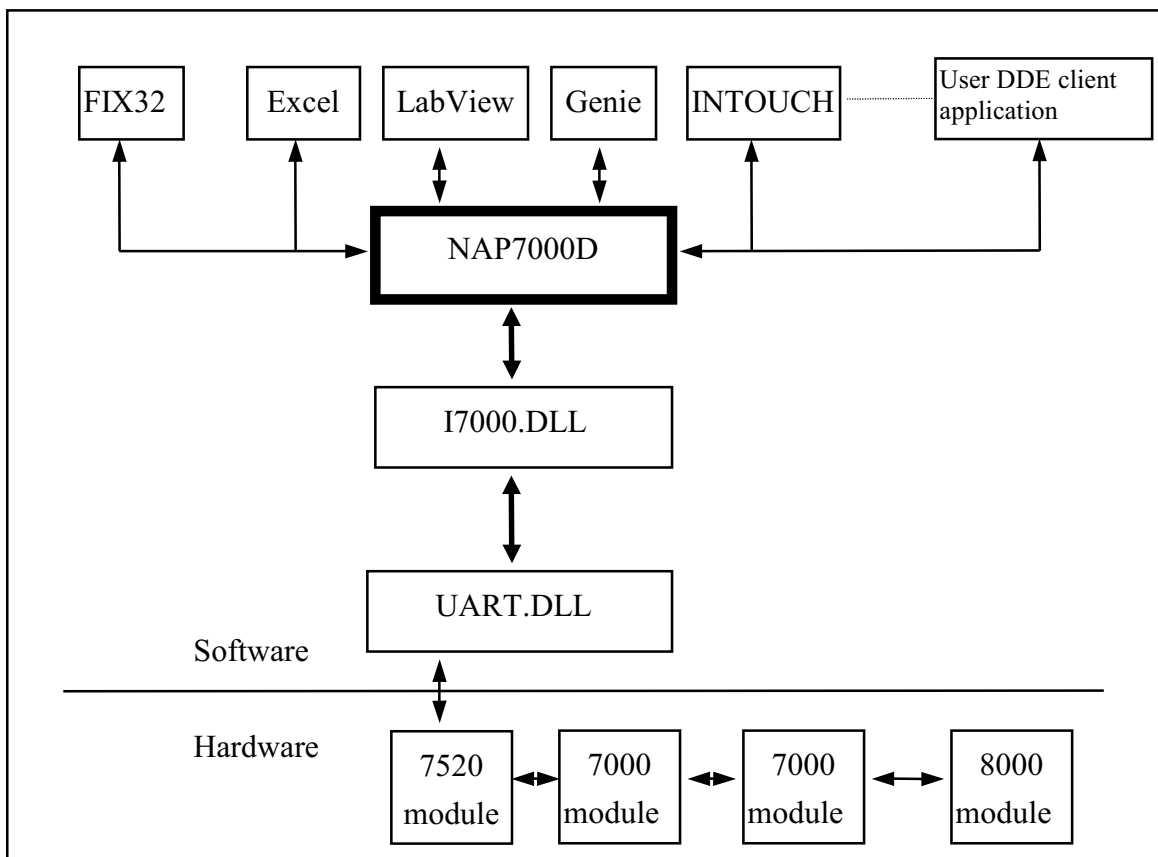 FIX32
Excel
LabView
Genie
INTOUCH
User DDE client
application
NAP7000D
I7000.DLL
UART.DLL
Software
Hardware
7520
module
7000
module
7000
module
8000
module